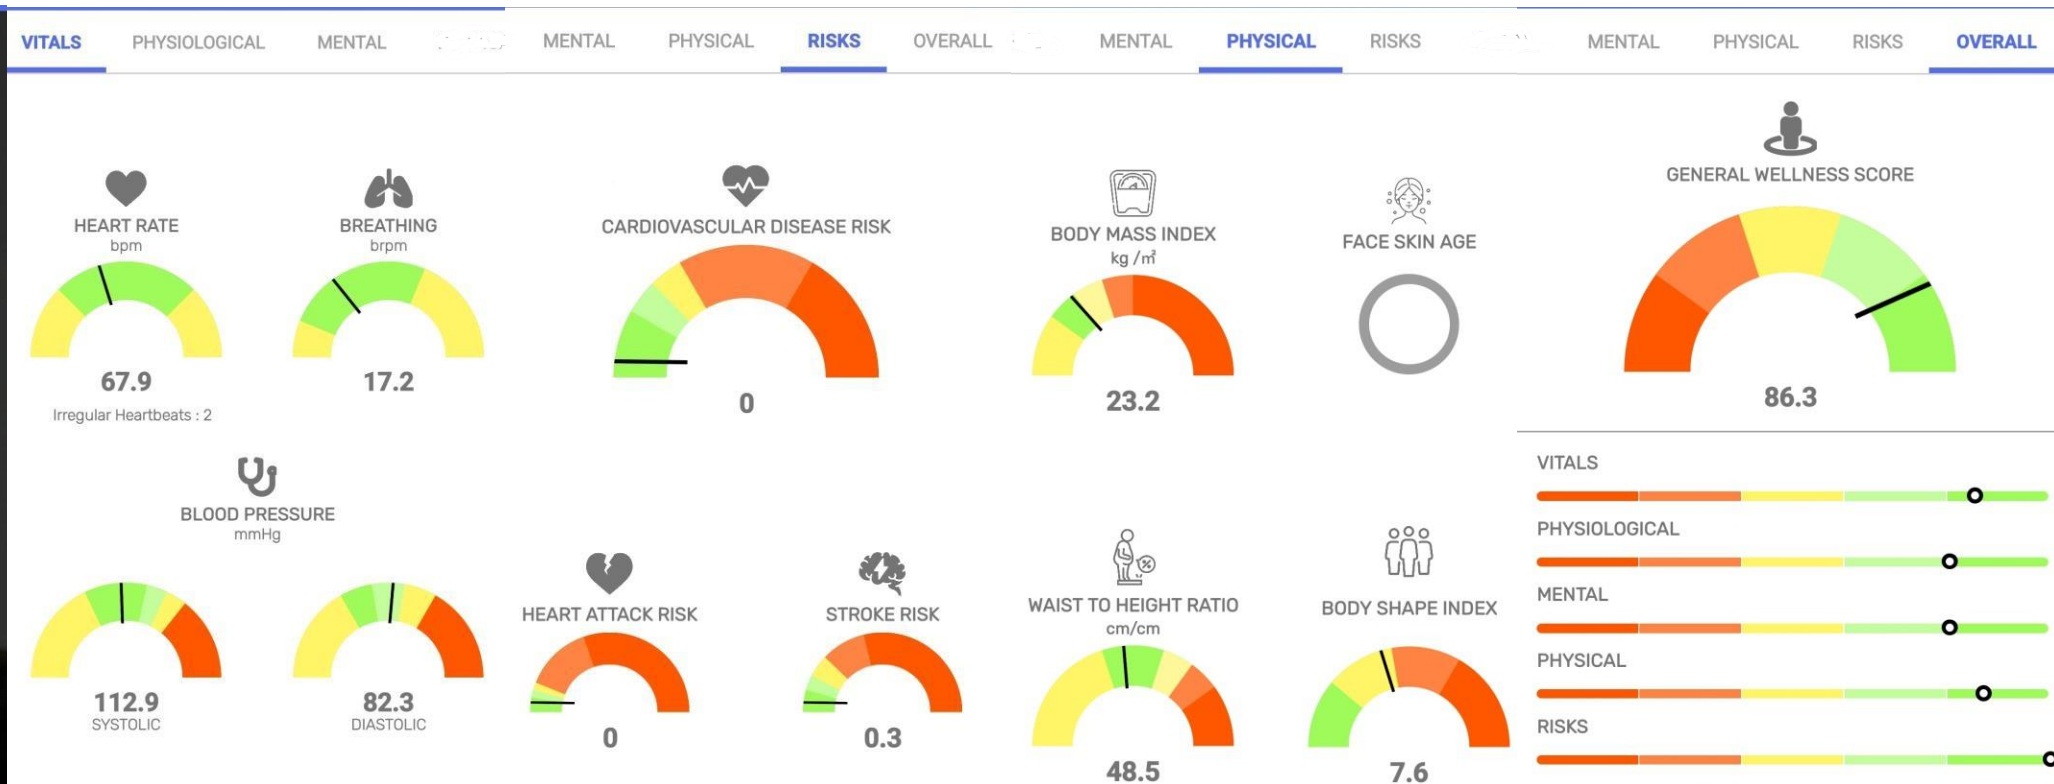 VITALS PHYSIOLOGICAL MENTAL
HEART RATE
bpm
67.9
Irregular Heartbeats : 2
BREATHING
brpm
17.2
BLOOD PRESSURE
mmHg
112.9
SYSTOLIC
82.3
DIASTOLIC
MENTAL PHYSICAL RISKS OVERALL
CARDIOVASCULAR DISEASE RISK
0
HEART ATTACK RISK
0
STROKE RISK
0.3
MENTAL PHYSICAL RISKS
BODY MASS INDEX
kg /㎡
23.2
FACE SKIN AGE
WAIST TO HEIGHT RATIO
cm/cm
48.5
BODY SHAPE INDEX
7.6
MENTAL PHYSICAL RISKS OVERALL
GENERAL WELLNESS SCORE
86.3
VITALS
PHYSIOLOGICAL
MENTAL
PHYSICAL
RISKS